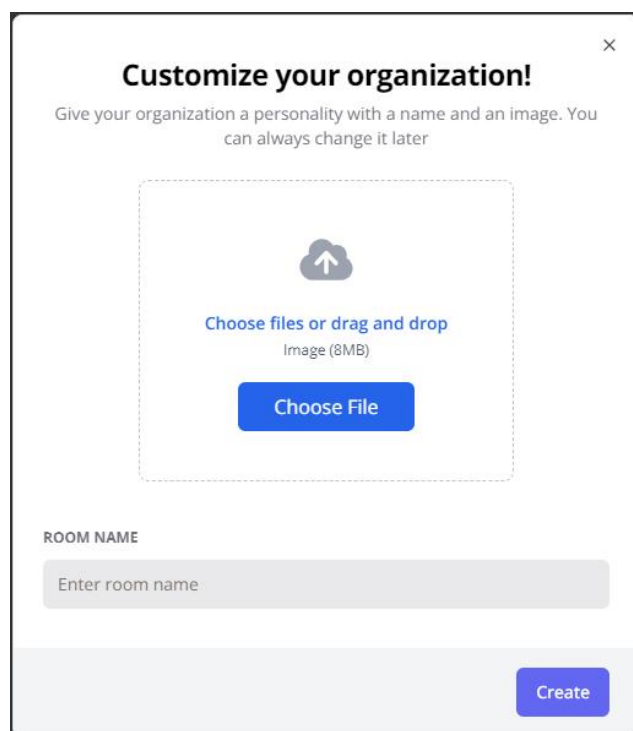 Customize your organization!
Give your organization a personality with a name and an image. You
can always change it later
Choose files or drag and drop
Image (8MB)
Choose File
ROOM NAME
Enter room name
Create